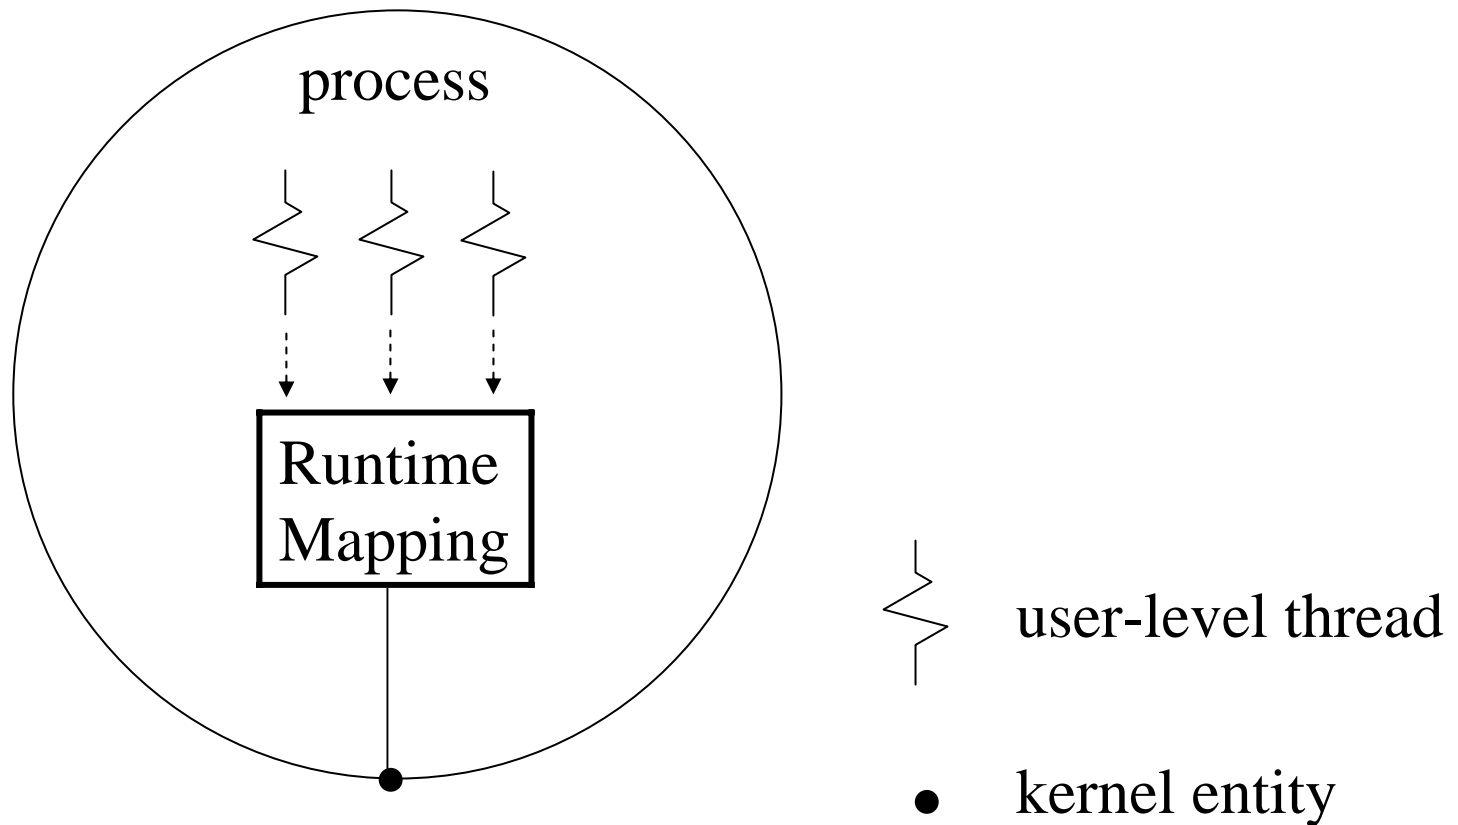 process
Runtime
Mapping
user-level thread
kernel entity